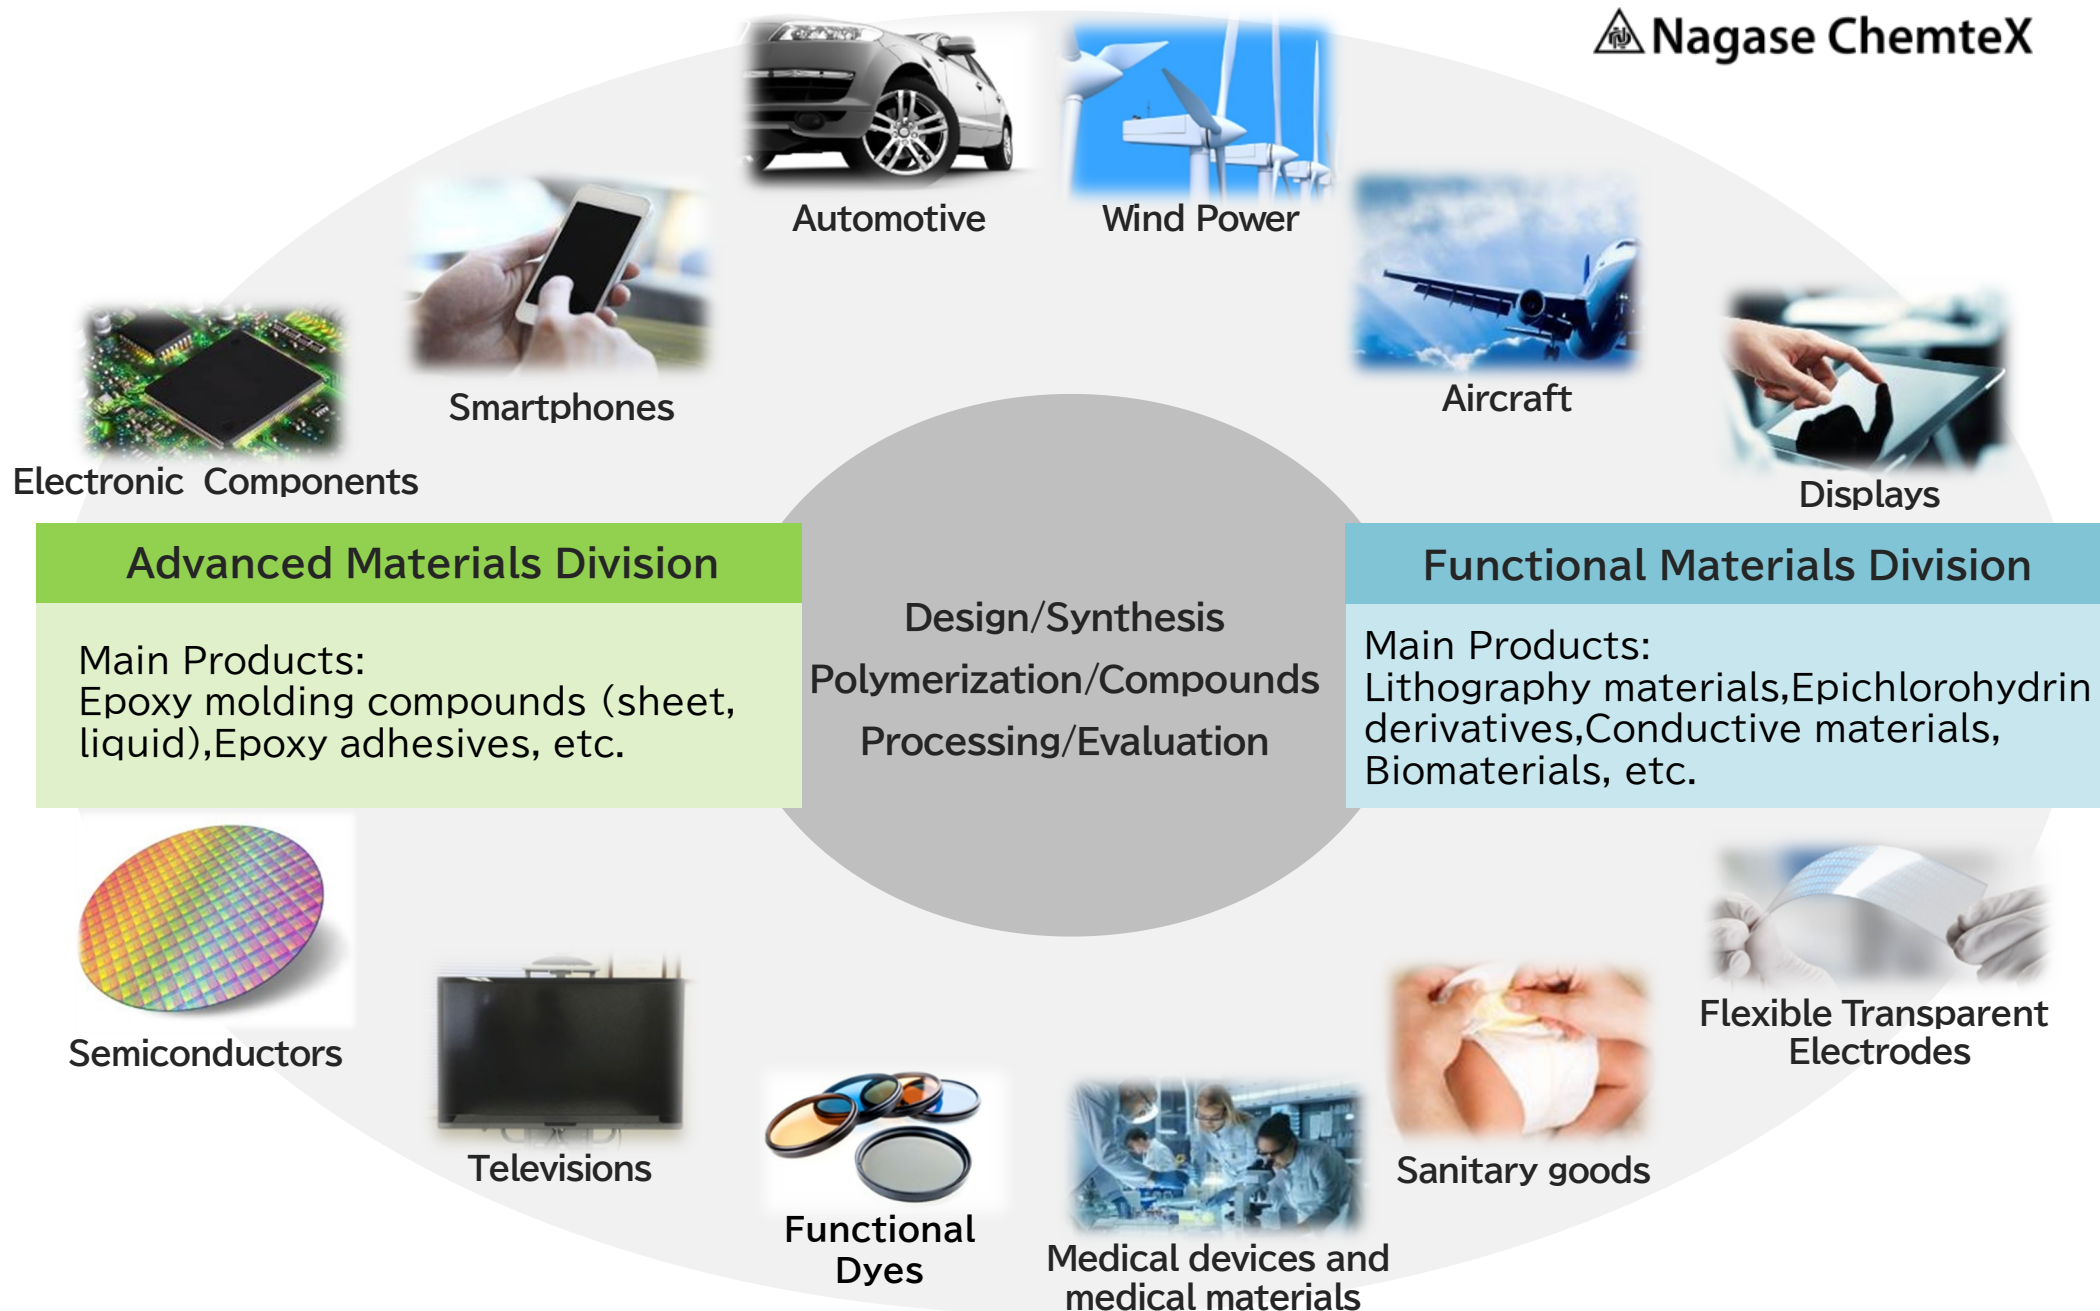 Nagase ChemteX
Automotive
Wind Power
Smartphones
Aircraft
Electronic Components
Displays
Advanced Materials Division
Main Products:
Epoxy molding compounds (sheet,
liquid),Epoxy adhesives, etc.
Design/Synthesis
Polymerization/Compounds
Processing/Evaluation
Functional Materials Division
Main Products:
Lithography materials,Epichlorohydrin
derivatives,Conductive materials,
Biomaterials, etc.
Semiconductors
Televisions
Functional
Dyes
Medical devices and
medical materials
Sanitary goods
Flexible Transparent
Electrodes